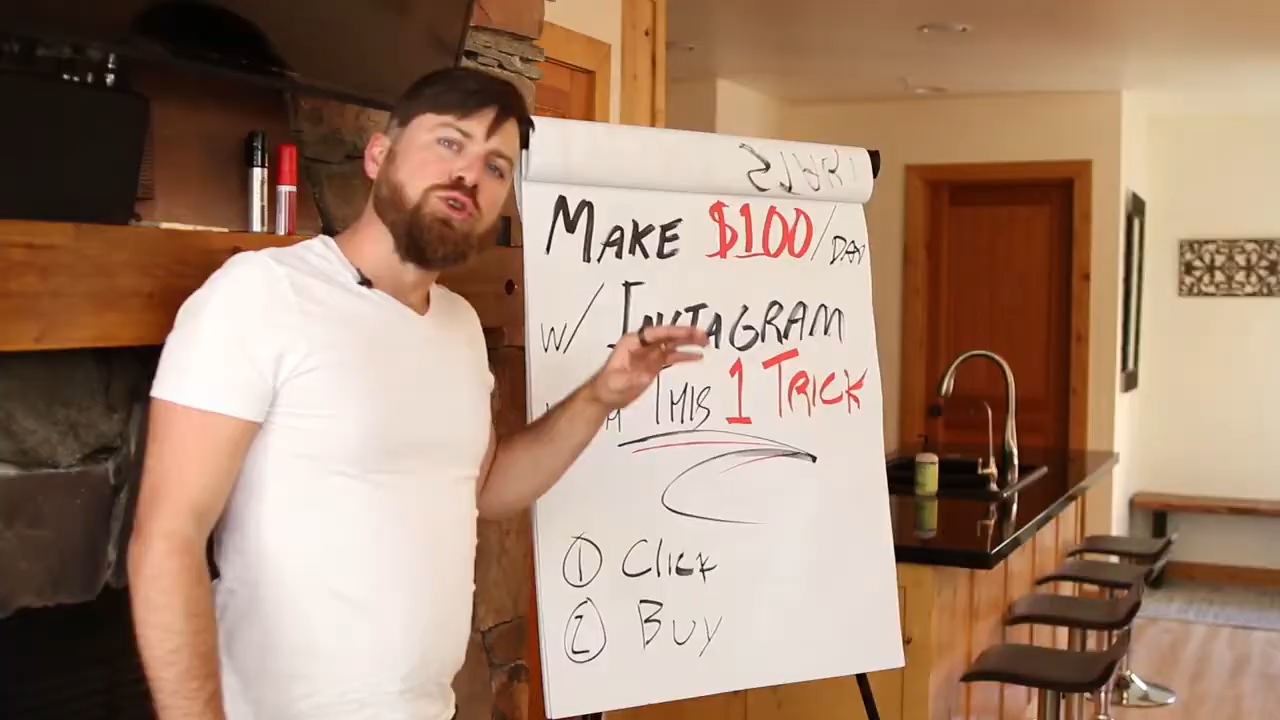 MAKE $100/DAY
W/ INSTAGRAM
THIS 1 TRICK
① CLICK
② BUY